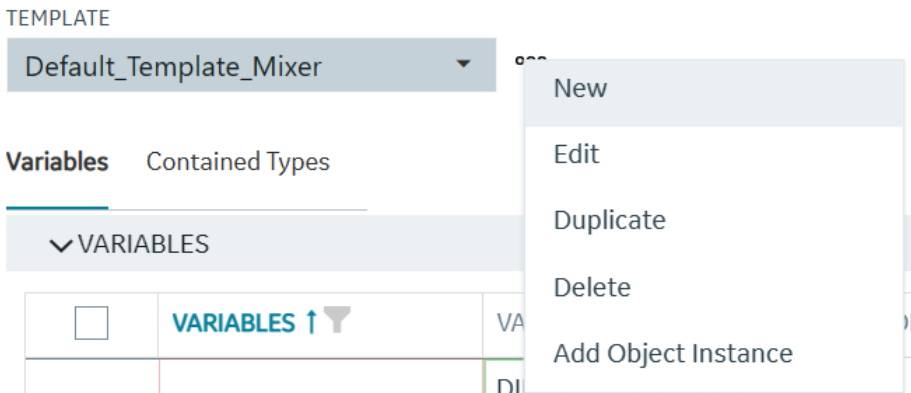 TEMPLATE
Default_Template_Mixer
New
Edit
Variables Contained Types
Duplicate
VARIABLES
Delete
VARIABLES
Add Object Instance